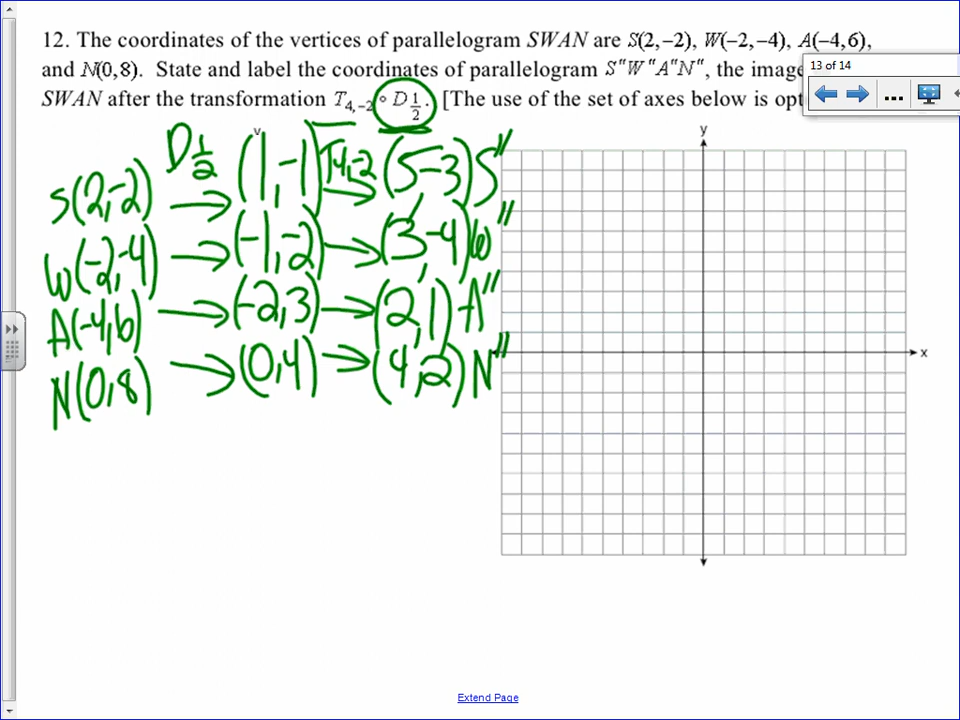 12. The coordinates of the vertices of parallelogram SWAN are S(2,−2), W(−2,−4), A(−4,6),
and N(0,8). State and label the coordinates of parallelogram S"W"A"N", the image
13 of 14
SWAN after the transformation T4,−2 ∘ D1/2. [The use of the set of axes below is
...
D1/2 T4,-2
S(2,-2) → (1,-1) → (5,-3) S"
W(-2,-4) → (-1,-2) → (3,-4) W"
A(-4,6) → (-2,3) → (2,1) A"
N(0,8) → (0,4) → (4,2) N"
y
x
Extend Page